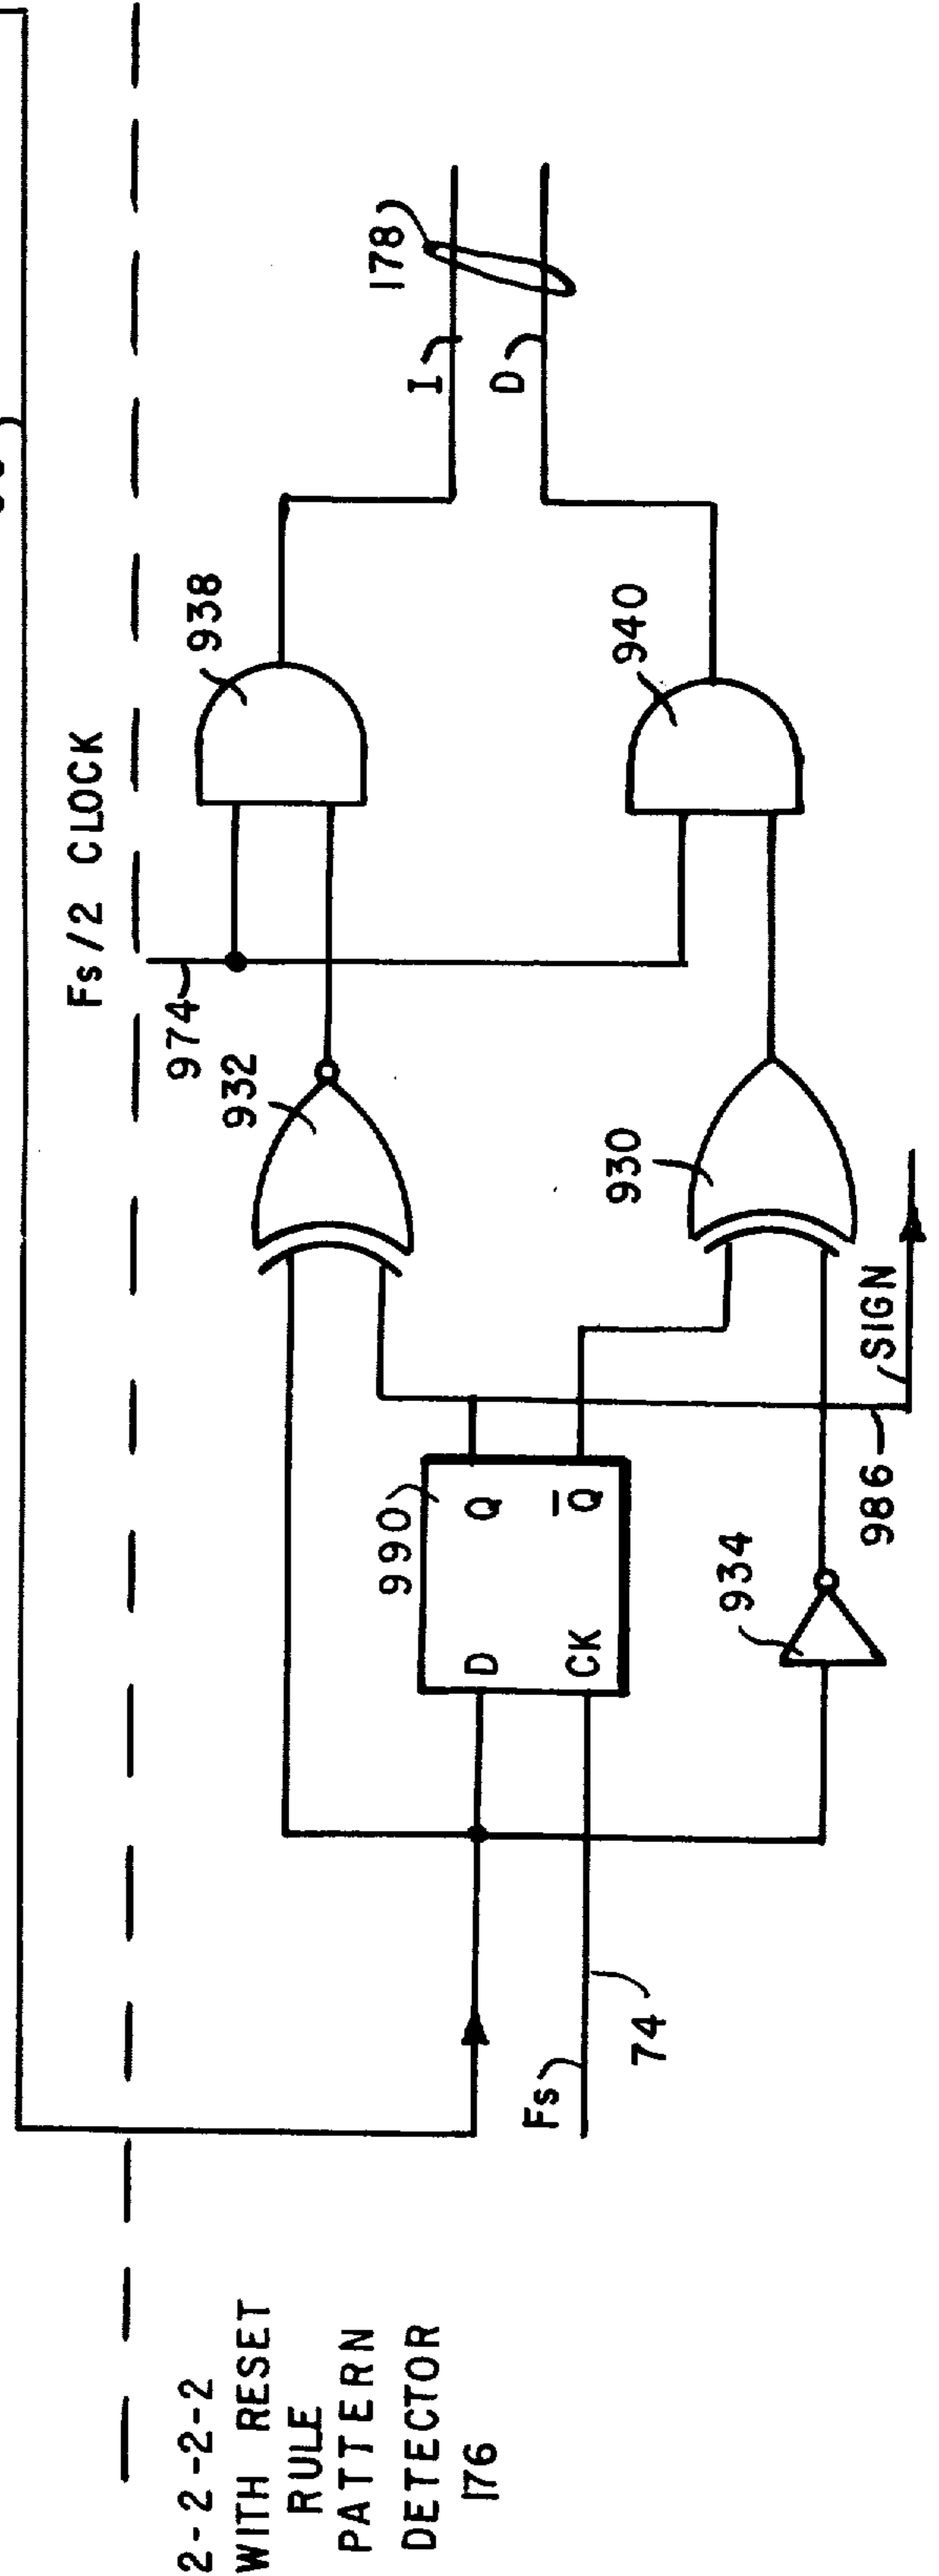 Fs/2 CLOCK
974
932
938
178
I
D
930
940
990
D
Q
CK
Q̅
934
986
SIGN
Fs
74
2-2-2-2-2
WITH RESET
RULE
PATTERN
DETECTOR
176